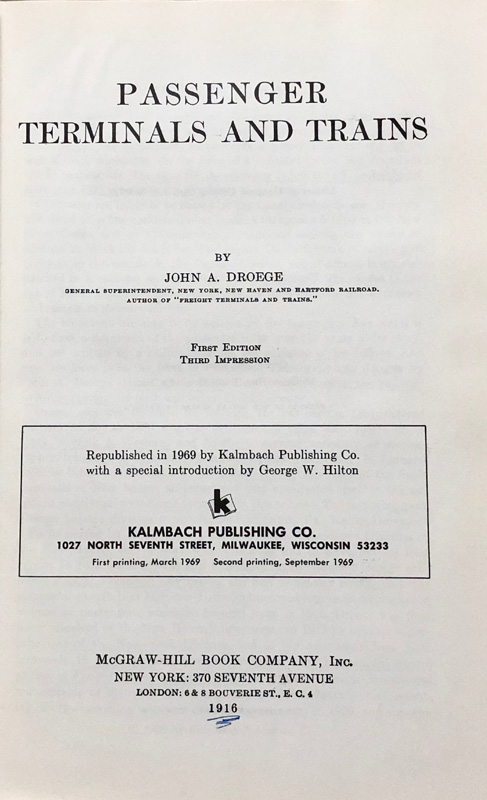 PASSENGER
TERMINALS AND TRAINS
BY
JOHN A. DROEGE
GENERAL SUPERINTENDENT, NEW YORK, NEW HAVEN AND HARTFORD RAILROAD.
AUTHOR OF "FREIGHT TERMINALS AND TRAINS."
FIRST EDITION
THIRD IMPRESSION
Republished in 1969 by Kalmbach Publishing Co.
with a special introduction by George W. Hilton
k
KALMBACH PUBLISHING CO.
1027 NORTH SEVENTH STREET, MILWAUKEE, WISCONSIN 53233
First printing, March 1969 Second printing, September 1969
McGRAW-HILL BOOK COMPANY, INC.
NEW YORK: 370 SEVENTH AVENUE
LONDON: 6 & 8 BOUVERIE ST., E. C. 4
1916